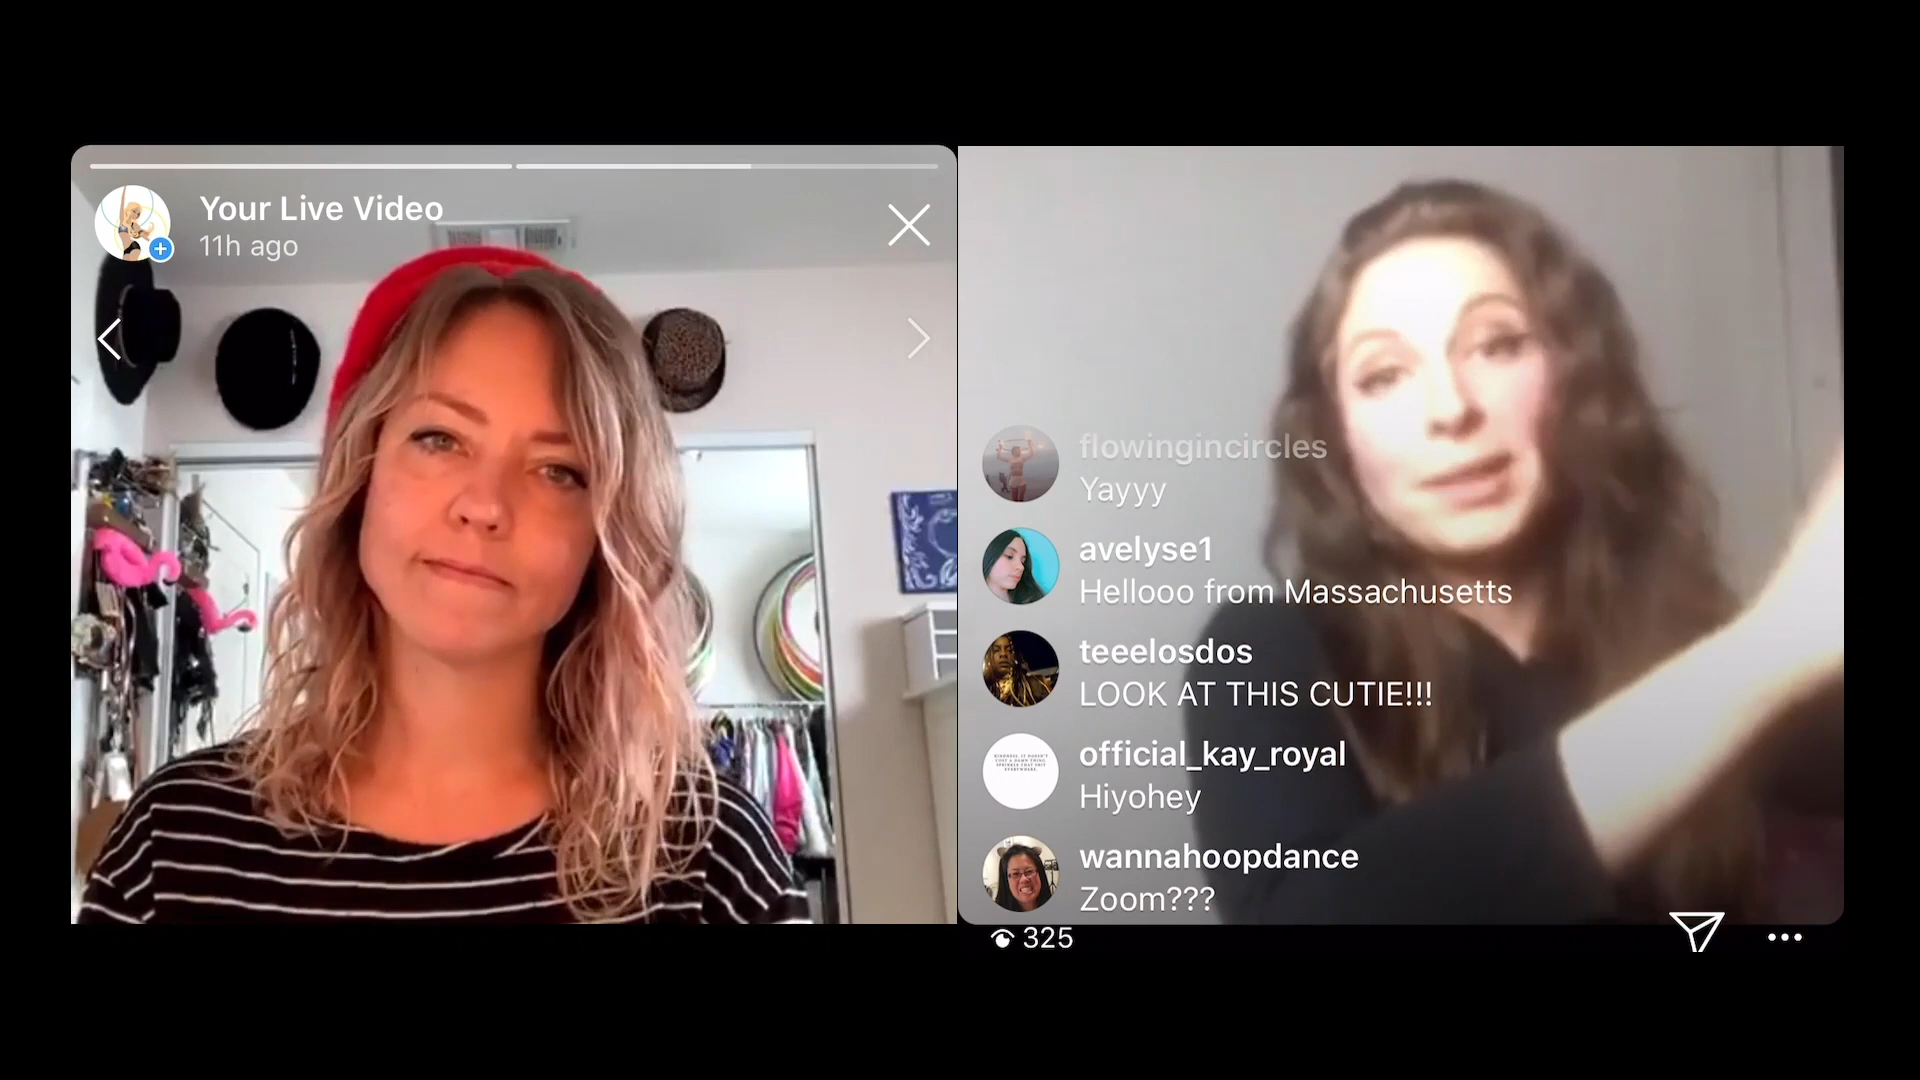 Your Live Video
11h ago
flowingincircles
Yayyy
avelyse1
Hellooo from Massachusetts
teeelosdos
LOOK AT THIS CUTIE!!!
official_kay_royal
Hiyohey
wannahoopdance
Zoom???
325